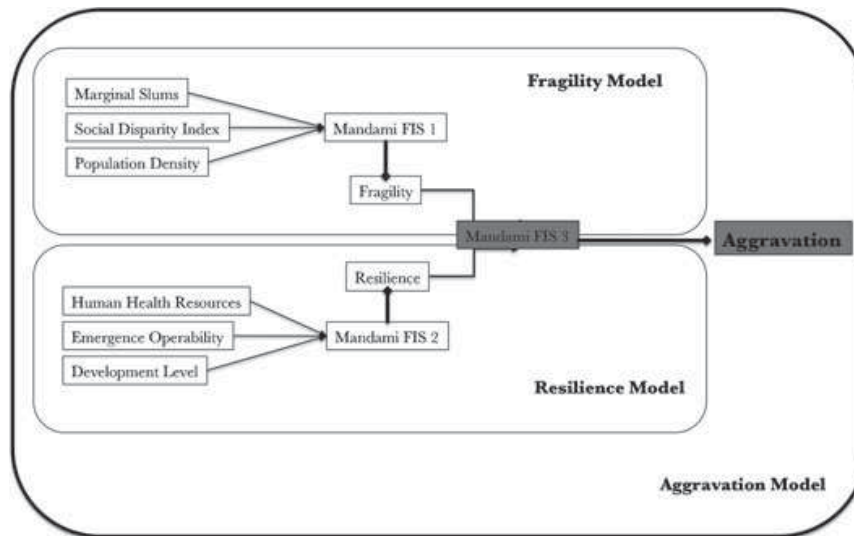 Fragility Model
Marginal Slums
Social Disparity Index
Population Density
Mandami FIS 1
Fragility
Mandami FIS 3
Aggravation
Resilience
Human Health Resources
Emergence Operability
Development Level
Mandami FIS 2
Resilience Model
Aggravation Model